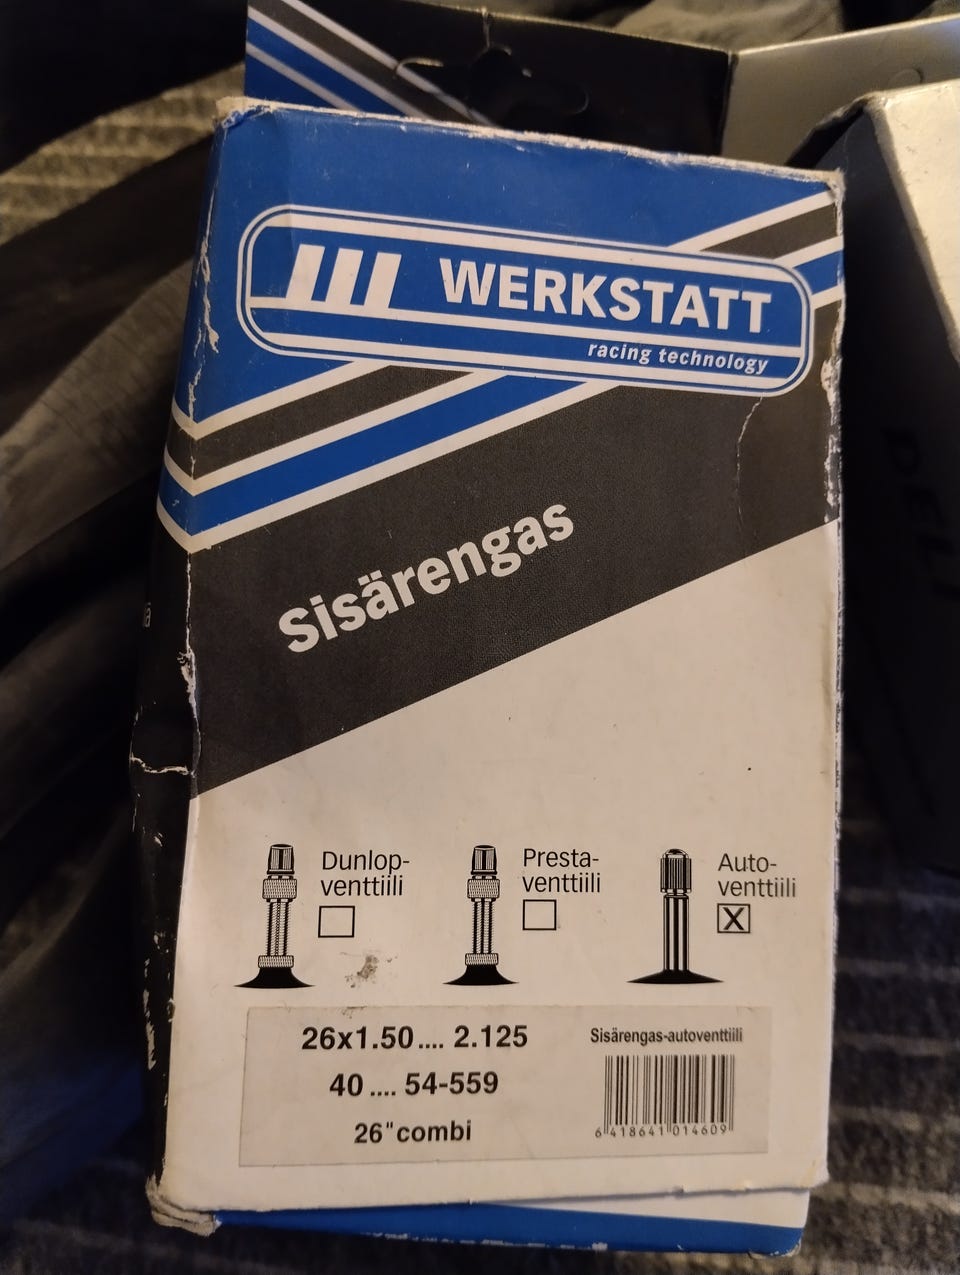 WERKSTATT
racing technology
Sisärengas
Dunlop-
venttiili
Presta-
venttiili
Auto-
venttiili
X
26x1.50.... 2.125
40 .... 54-559
26"combi
Sisärengas-autoventtiili
6 418641 014609